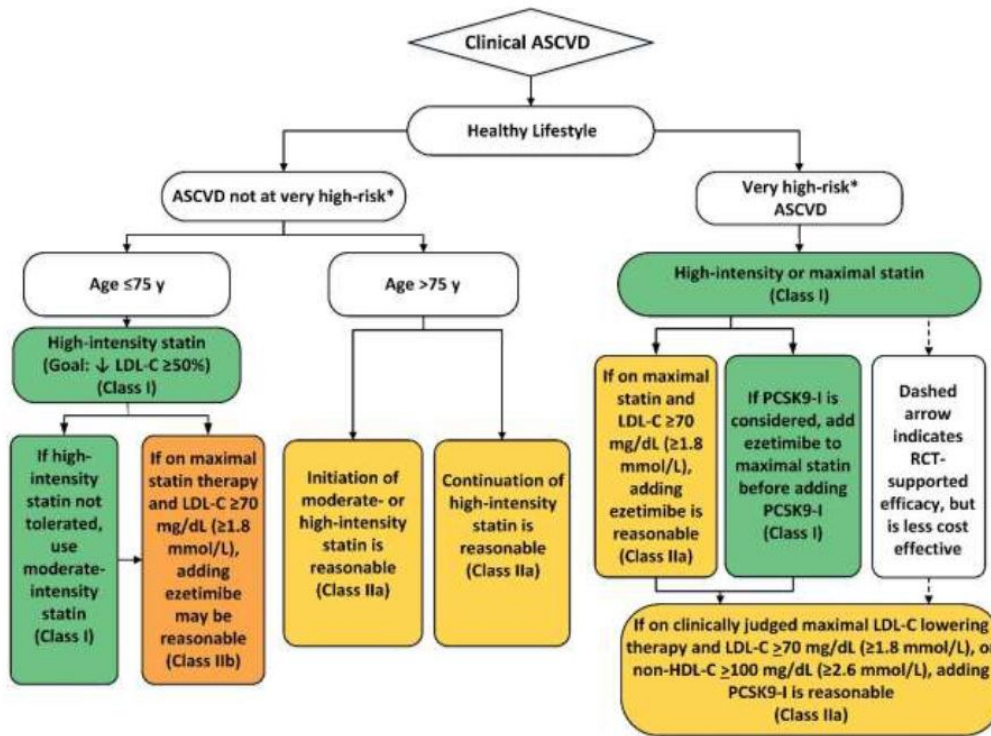 Clinical ASCVD
Healthy Lifestyle
ASCVD not at very high-risk*
Very high-risk*
ASCVD
Age ≤75 y
Age >75 y
High-intensity or maximal statin
(Class I)
High-intensity statin
(Goal: ↓ LDL-C ≥50%)
(Class I)
If high-
intensity
statin not
tolerated,
use
moderate-
intensity
statin
(Class I)
If on maximal
statin therapy
and LDL-C ≥70
mg/dL (≥1.8
mmol/L),
adding
ezetimibe
may be
reasonable
(Class IIb)
Initiation of
moderate- or
high-intensity
statin is
reasonable
(Class IIa)
Continuation of
high-intensity
statin is
reasonable
(Class IIa)
If on maximal
statin and
LDL-C ≥70
mg/dL (≥1.8
mmol/L),
adding
ezetimibe is
reasonable
(Class IIa)
If PCSK9-I is
considered, add
ezetimibe to
maximal statin
before adding
PCSK9-I
(Class I)
Dashed
arrow
indicates
RCT-
supported
efficacy, but
is less cost
effective
If on clinically judged maximal LDL-C lowering
therapy and LDL-C ≥70 mg/dL (≥1.8 mmol/L), or
non-HDL-C ≥100 mg/dL (≥2.6 mmol/L), adding
PCSK9-I is reasonable
(Class IIa)